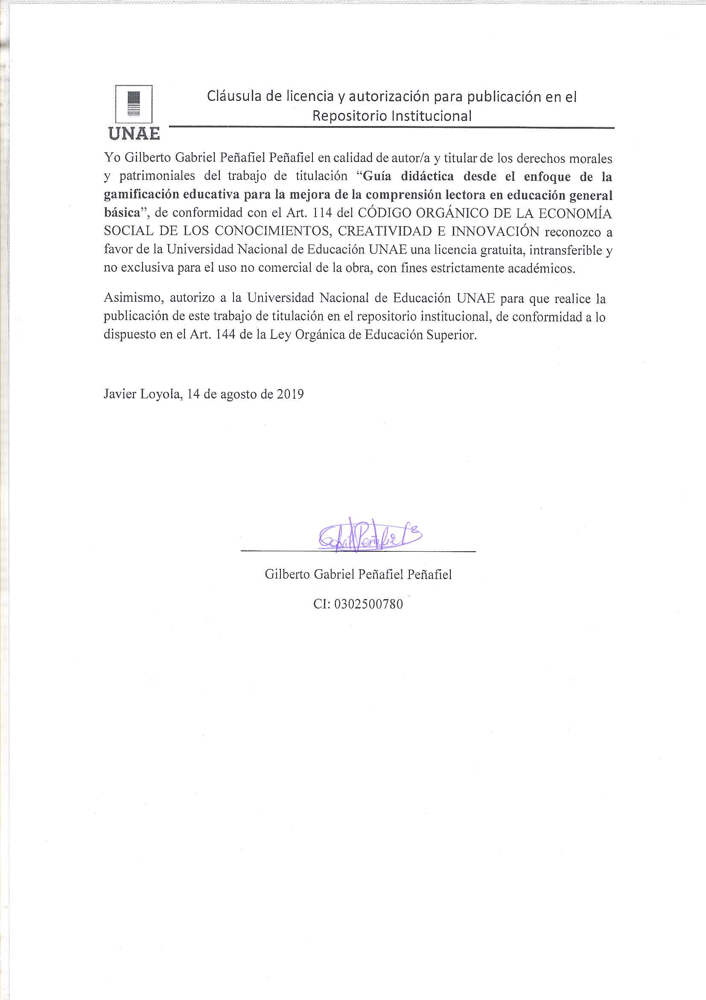 Cláusula de licencia y autorización para publicación en el
Repositorio Institucional
UNAE
Yo Gilberto Gabriel Peñafiel Peñafiel en calidad de autor/a y titular de los derechos morales
y patrimoniales del trabajo de titulación “Guía didáctica desde el enfoque de la
gamificación educativa para la mejora de la comprensión lectora en educación general
básica”, de conformidad con el Art. 114 del CÓDIGO ORGÁNICO DE LA ECONOMÍA
SOCIAL DE LOS CONOCIMIENTOS, CREATIVIDAD E INNOVACIÓN reconozco a
favor de la Universidad Nacional de Educación UNAE una licencia gratuita, intransferible y
no exclusiva para el uso no comercial de la obra, con fines estrictamente académicos.
Asimismo, autorizo a la Universidad Nacional de Educación UNAE para que realice la
publicación de este trabajo de titulación en el repositorio institucional, de conformidad a lo
dispuesto en el Art. 144 de la Ley Orgánica de Educación Superior.
Javier Loyola, 14 de agosto de 2019
Gilberto Gabriel Peñafiel Peñafiel
CI: 0302500780